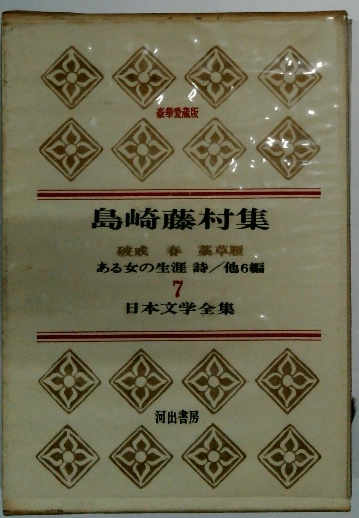 豪華愛蔵版
島崎藤村集
破戒 春 藁草履
ある女の生涯 詩／他6編
7
日本文学全集
河出書房